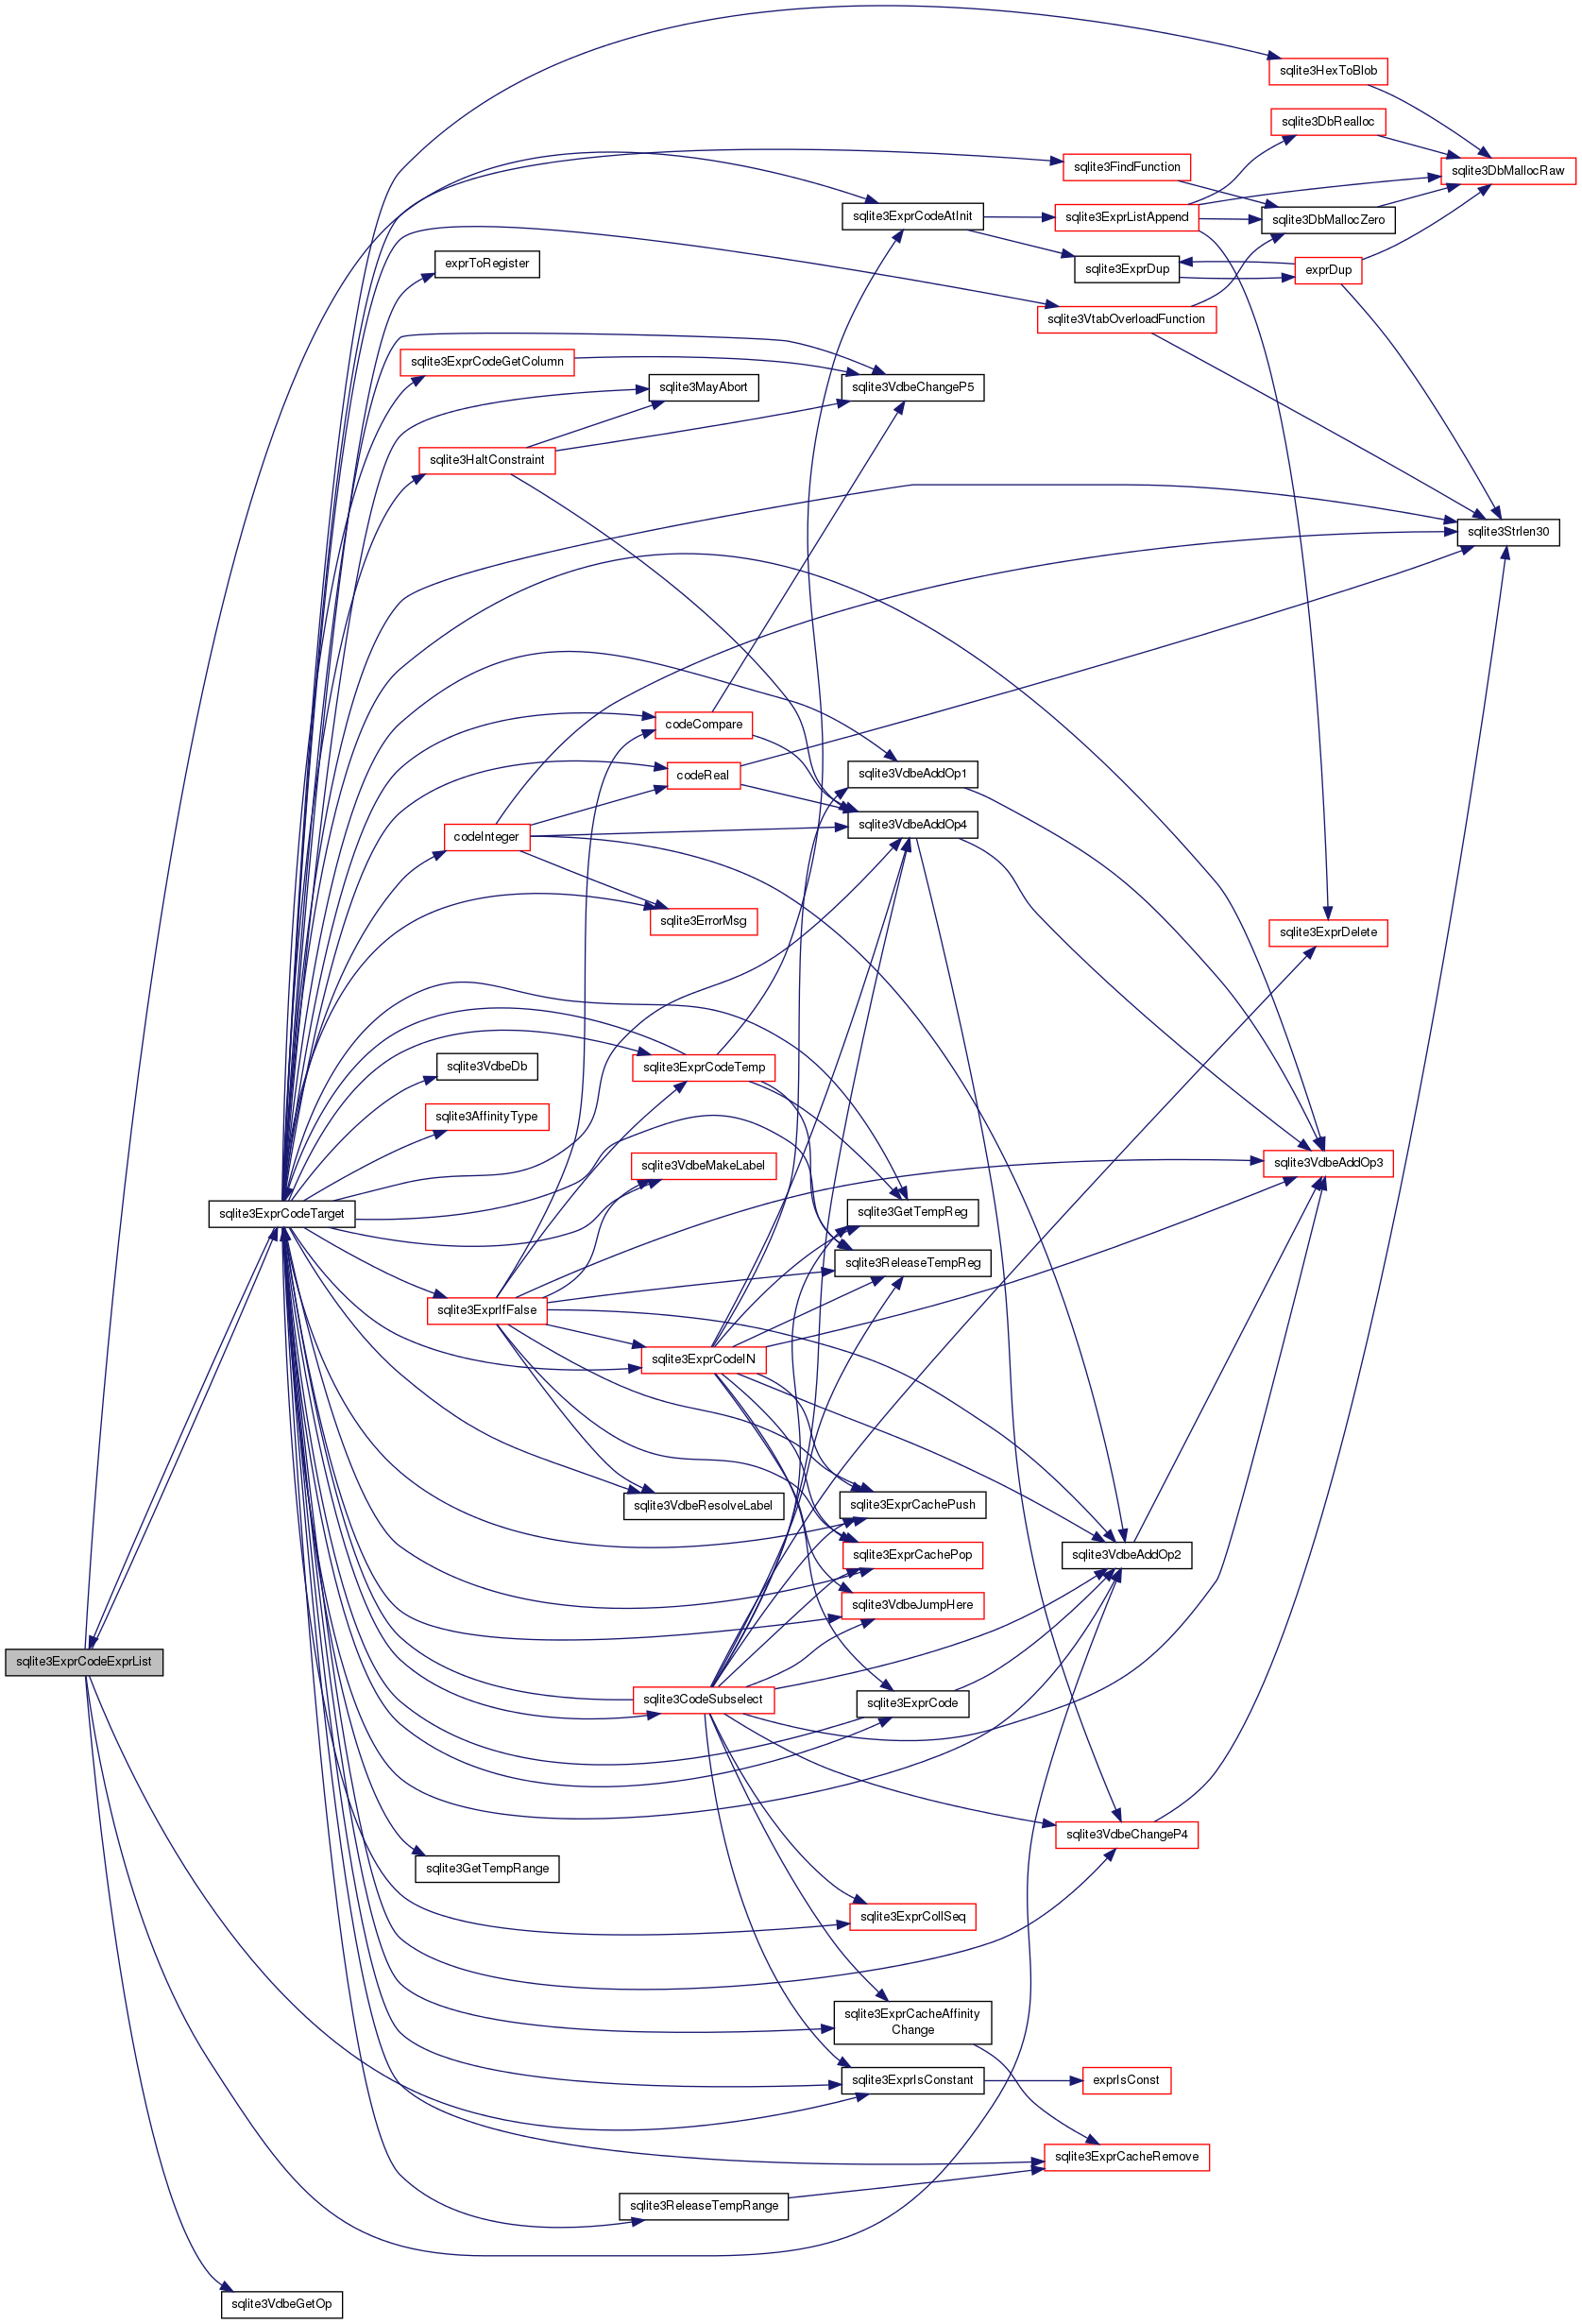 sqlite3HexToBlob
sqlite3DbRealloc
sqlite3FindFunction
sqlite3DbMallocRaw
sqlite3ExprCodeAtInit
sqlite3ExprListAppend
sqlite3DbMallocZero
exprToRegister
sqlite3ExprDup
exprDup
sqlite3VtabOverloadFunction
sqlite3ExprCodeGetColumn
sqlite3MayAbort
sqlite3VdbeChangeP5
sqlite3HaltConstraint
sqlite3Strlen30
codeCompare
codeReal
sqlite3VdbeAddOp1
sqlite3VdbeAddOp4
codeInteger
sqlite3ErrorMsg
sqlite3ExprDelete
sqlite3VdbeDb
sqlite3ExprCodeTemp
sqlite3AffinityType
sqlite3VdbeMakeLabel
sqlite3VdbeAddOp3
sqlite3ExprCodeTarget
sqlite3GetTempReg
sqlite3ReleaseTempReg
sqlite3ExprIfFalse
sqlite3ExprCodeIN
sqlite3VdbeResolveLabel
sqlite3ExprCachePush
sqlite3ExprCachePop
sqlite3VdbeAddOp2
sqlite3VdbeJumpHere
sqlite3ExprCodeExprList
sqlite3CodeSubselect
sqlite3ExprCode
sqlite3VdbeChangeP4
sqlite3GetTempRange
sqlite3ExprCollSeq
sqlite3ExprCacheAffinity
Change
sqlite3ExprIsConstant
exprIsConst
sqlite3ExprCacheRemove
sqlite3ReleaseTempRange
sqlite3VdbeGetOp